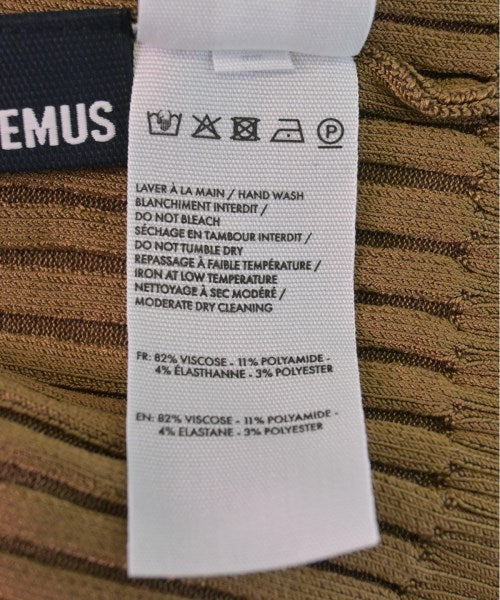 EMUS
P
LAVER À LA MAIN / HAND WASH
BLANCHIMENT INTERDIT /
DO NOT BLEACH
SÉCHAGE EN TAMBOUR INTERDIT /
DO NOT TUMBLE DRY
REPASSAGE À FAIBLE TEMPÉRATURE /
IRON AT LOW TEMPERATURE
NETTOYAGE À SEC MODÉRÉ /
MODERATE DRY CLEANING
FR: 82% VISCOSE - 11% POLYAMIDE -
4% ÉLASTHANNE - 3% POLYESTER
EN: 82% VISCOSE - 11% POLYAMIDE -
4% ELASTANE - 3% POLYESTER